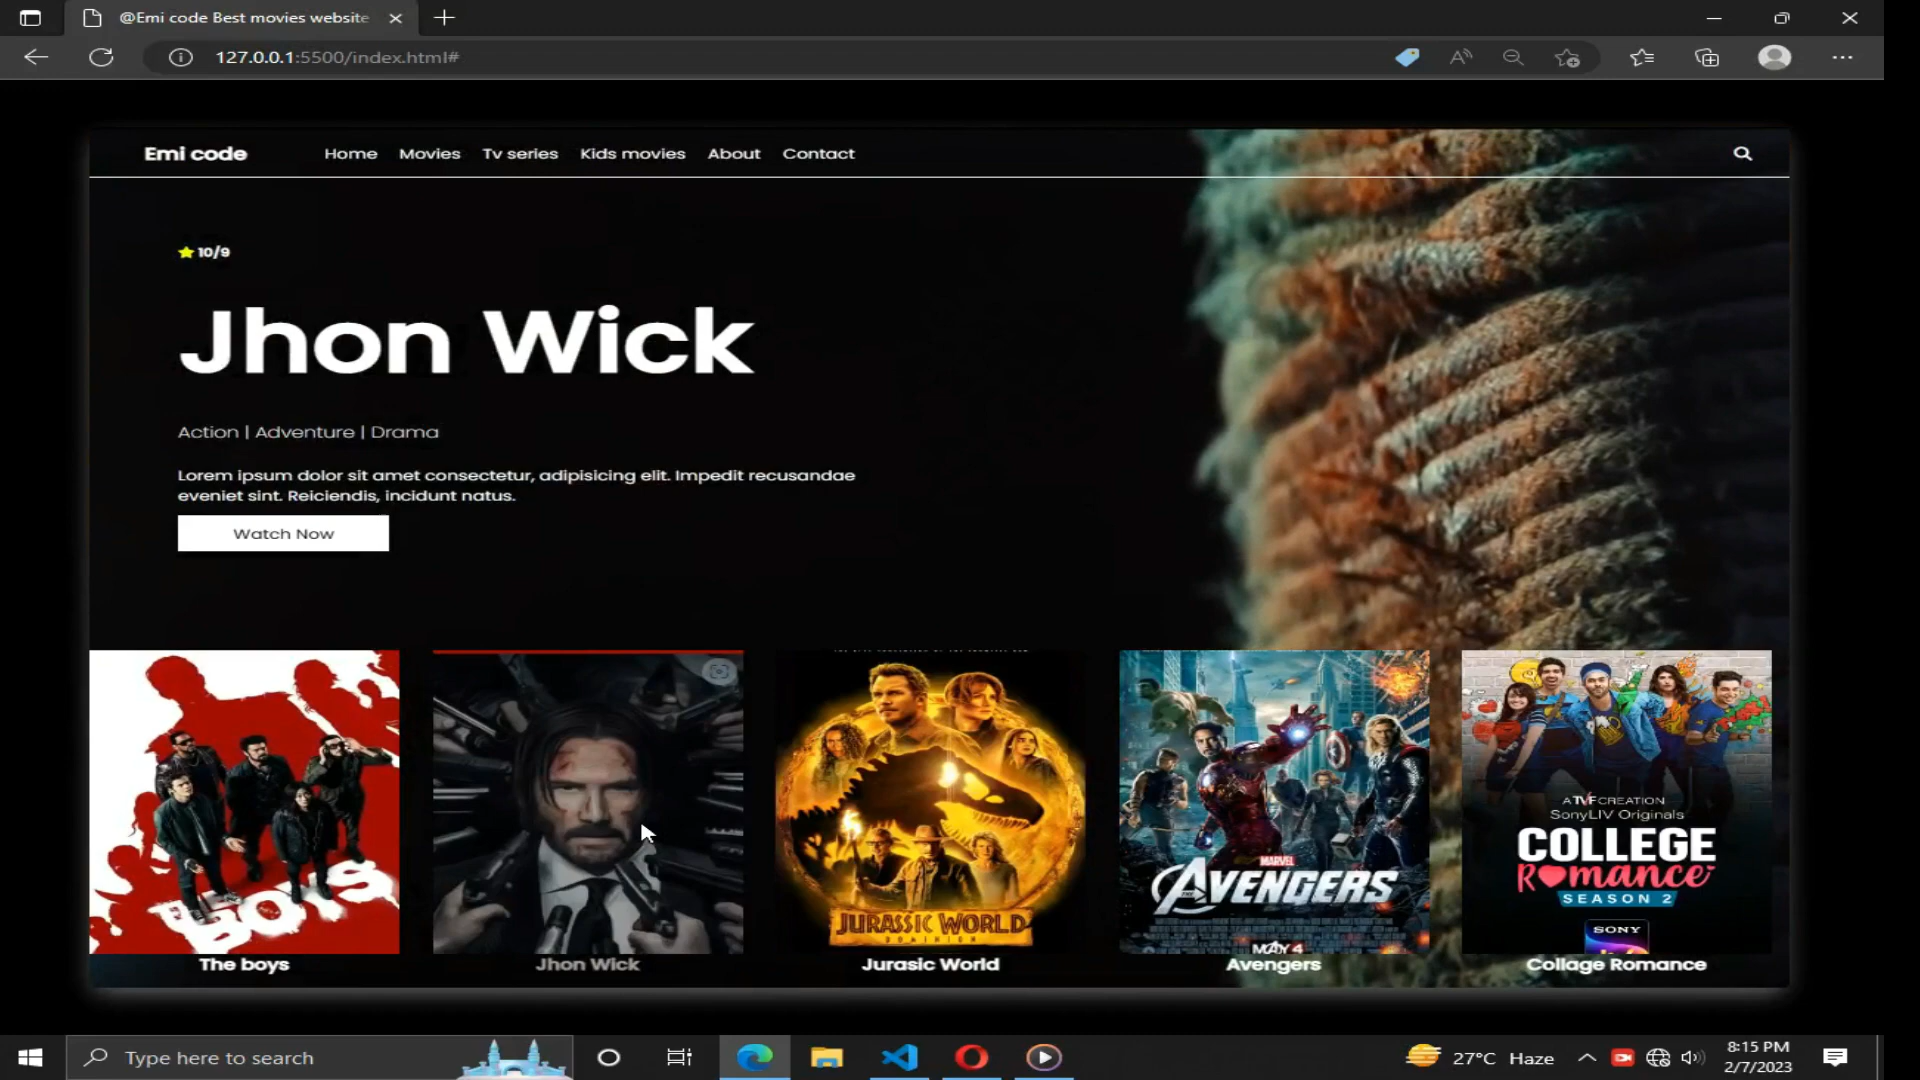 @Emi code Best movies website
127.0.0.1:5500/index.html#
Emi code
Home Movies Tv series Kids movies About Contact
10/9
Jhon Wick
Action | Adventure | Drama
Lorem ipsum dolor sit amet consectetur, adipisicing elit. Impedit recusandae
eveniet sint. Reiciendis, incidunt natus.
Watch Now
BOYS
JURASSIC WORLD
DOMINION
MARVEL
THE AVENGERS
MAY 4
A TVF CREATION
SonyLIV Originals
COLLEGE
Romance
SEASON 2
SONY
The boys
Jhon Wick
Jurasic World
Avengers
Collage Romance
Type here to search
27°C Haze
8:15 PM
2/7/2023